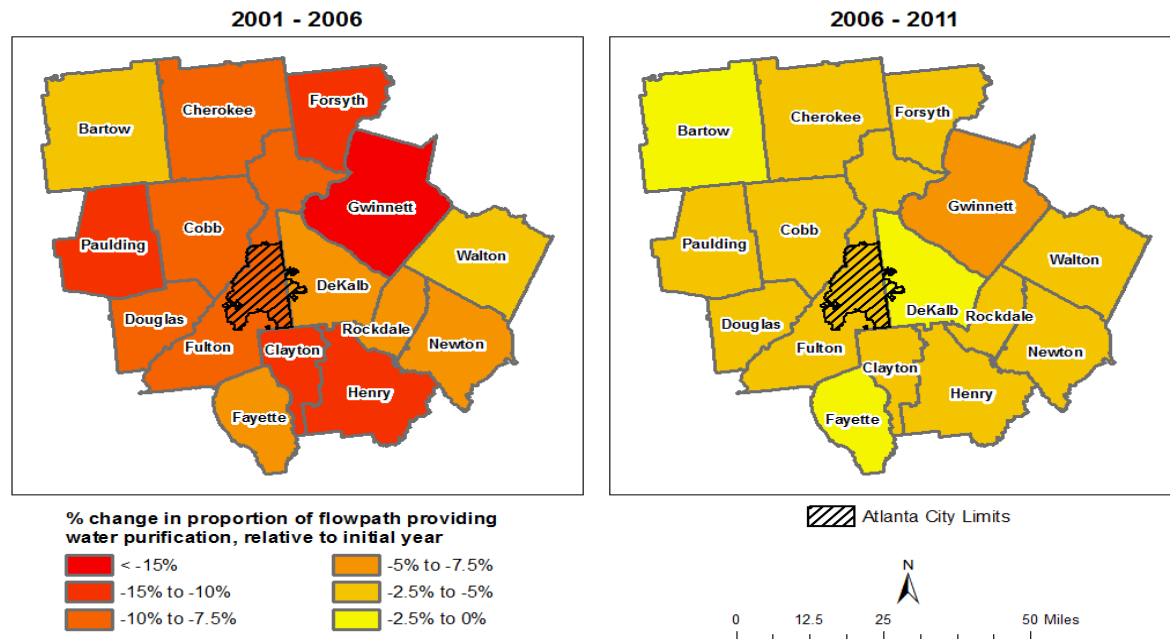 2001 - 2006
2006 - 2011
Bartow
Cherokee
Forsyth
Gwinnett
Paulding
Cobb
Walton
DeKalb
Douglas
Rockdale
Fulton
Clayton
Newton
Henry
Fayette
Bartow
Cherokee
Forsyth
Gwinnett
Paulding
Cobb
Walton
DeKalb
Rockdale
Douglas
Fulton
Newton
Clayton
Henry
Fayette
% change in proportion of flowpath providing
water purification, relative to initial year
< -15%
-15% to -10%
-10% to -7.5%
-5% to -7.5%
-2.5% to -5%
-2.5% to 0%
Atlanta City Limits
N
0 12.5 25 50 Miles